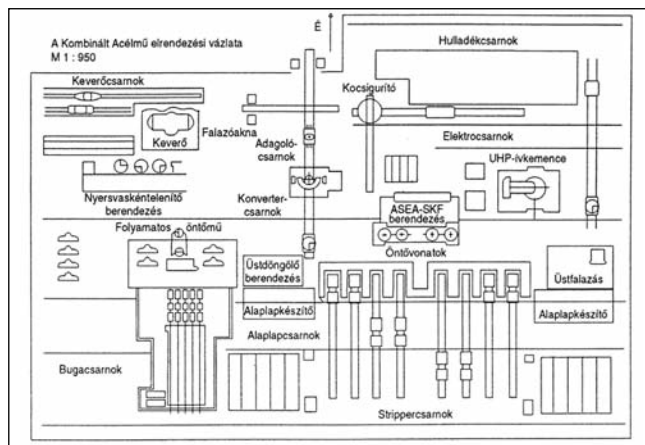 É
A Kombinált Acélmű elrendezési vázlata
M 1 : 950
Hulladékcsarnok
Keverőcsarnok
Kocsigurító
Keverő
Falazóakna
Adagoló-
csarnok
Elektrocsarnok
UHP-ívkemence
Nyersvaskéntelenítő
berendezés
Konverter-
csarnok
ASEA-SKF
berendezés
Folyamatos öntőmű
Öntővonatok
Üstdöngölő
berendezés
Üstfalazás
Alaplapkészítő
Alaplapkészítő
Alaplapcsarnok
Bugacsarnok
Strippercsarnok